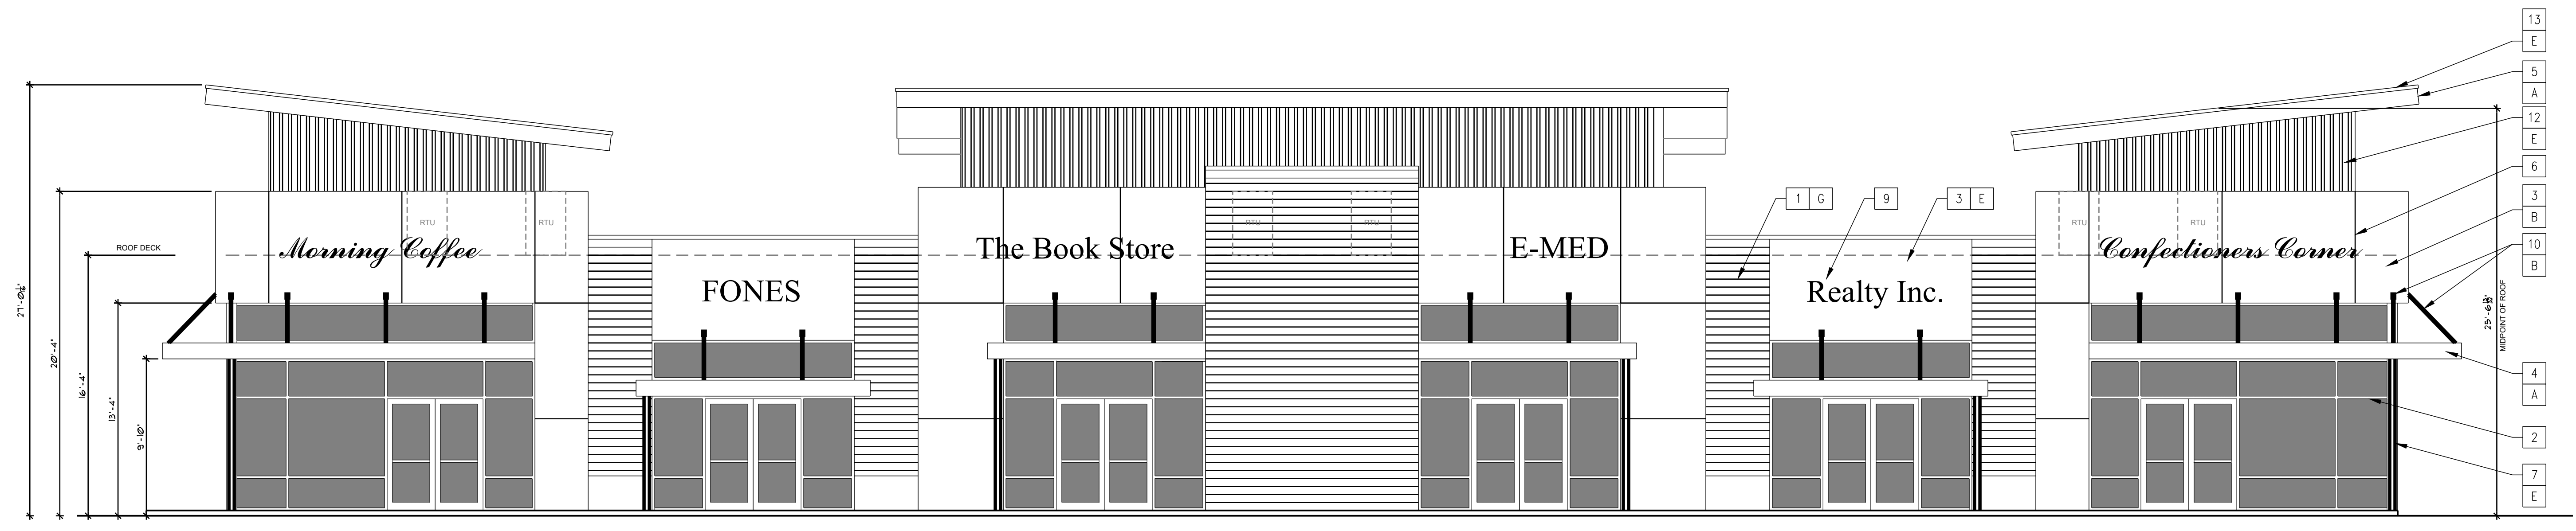 13
E
5
A
12
E
6
3
B
10
B
1 G
9
3 E
RTU
RTU
RTU
RTU
RTU
RTU
ROOF DECK
Morning Coffee
The Book Store
E-MED
Confectioners Corner
FONES
Realty Inc.
20'-4"
16'-4"
13'-4"
9'-10"
MIDPOINT OF ROOF
4
A
2
7
E